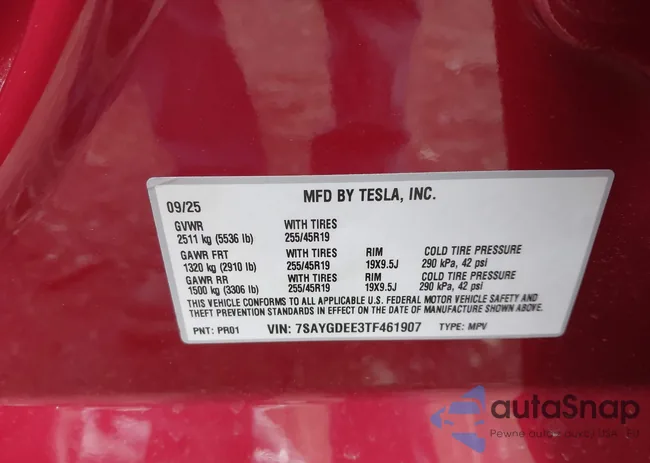 MFD BY TESLA, INC.
09/25
GVWR WITH TIRES
2511 kg (5536 lb) 255/45R19
GAWR FRT WITH TIRES RIM COLD TIRE PRESSURE
1320 kg (2910 lb) 255/45R19 19X9.5J 290 kPa, 42 psi
GAWR RR WITH TIRES RIM COLD TIRE PRESSURE
1500 kg (3306 lb) 255/45R19 19X9.5J 290 kPa, 42 psi
THIS VEHICLE CONFORMS TO ALL APPLICABLE U.S. FEDERAL MOTOR VEHICLE SAFETY AND
THEFT PREVENTION STANDARDS IN EFFECT ON THE DATE OF MANUFACTURE SHOWN ABOVE.
PNT: PR01 VIN: 7SAYGDEE3TF461907 TYPE: MPV
autaSnap
Pewne auta